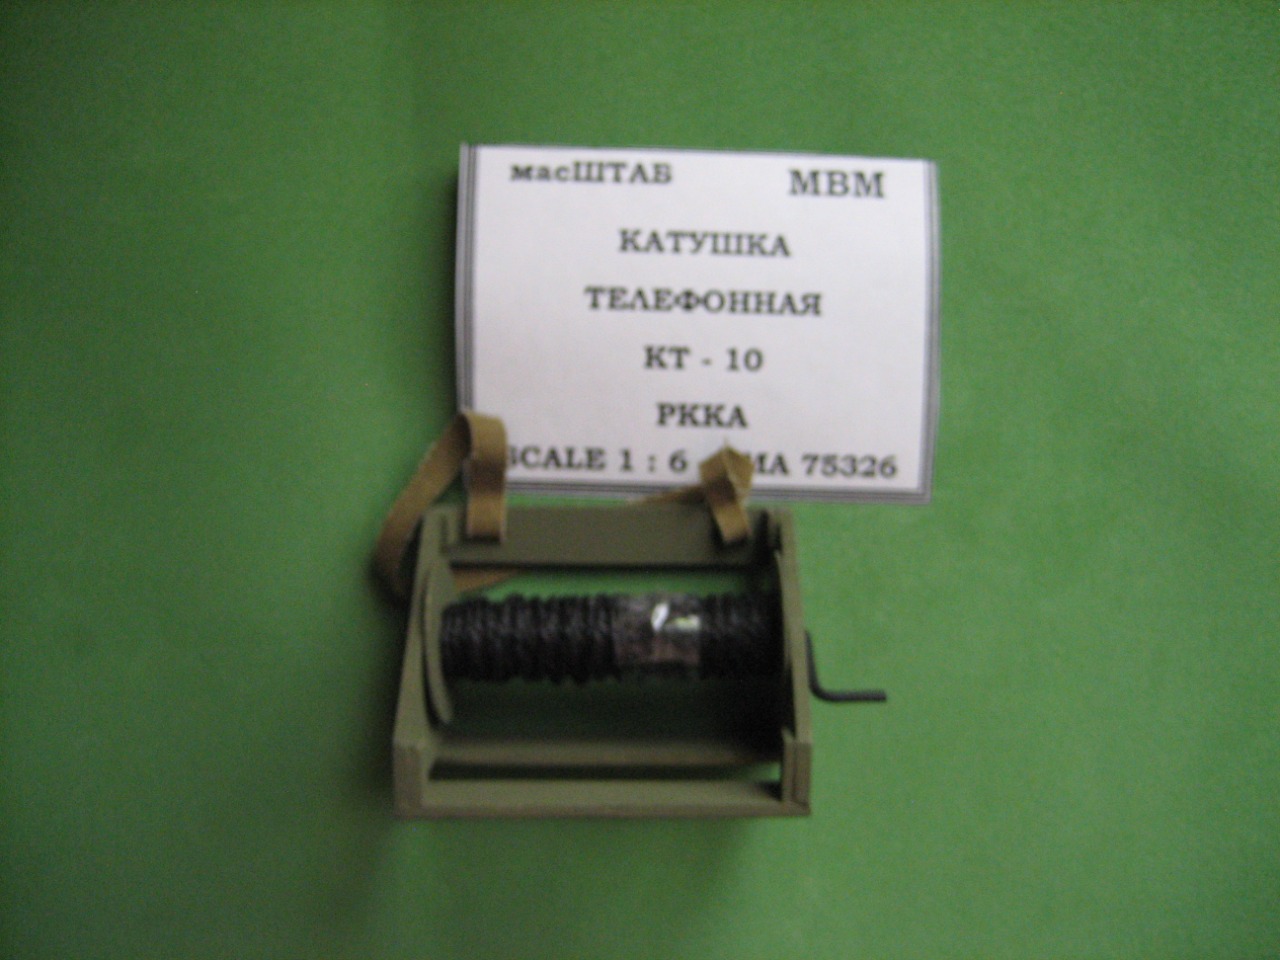 масШТАБ МВМ
КАТУШКА
ТЕЛЕФОННАЯ
КТ - 10
РККА
SCALE 1 : 6 75326